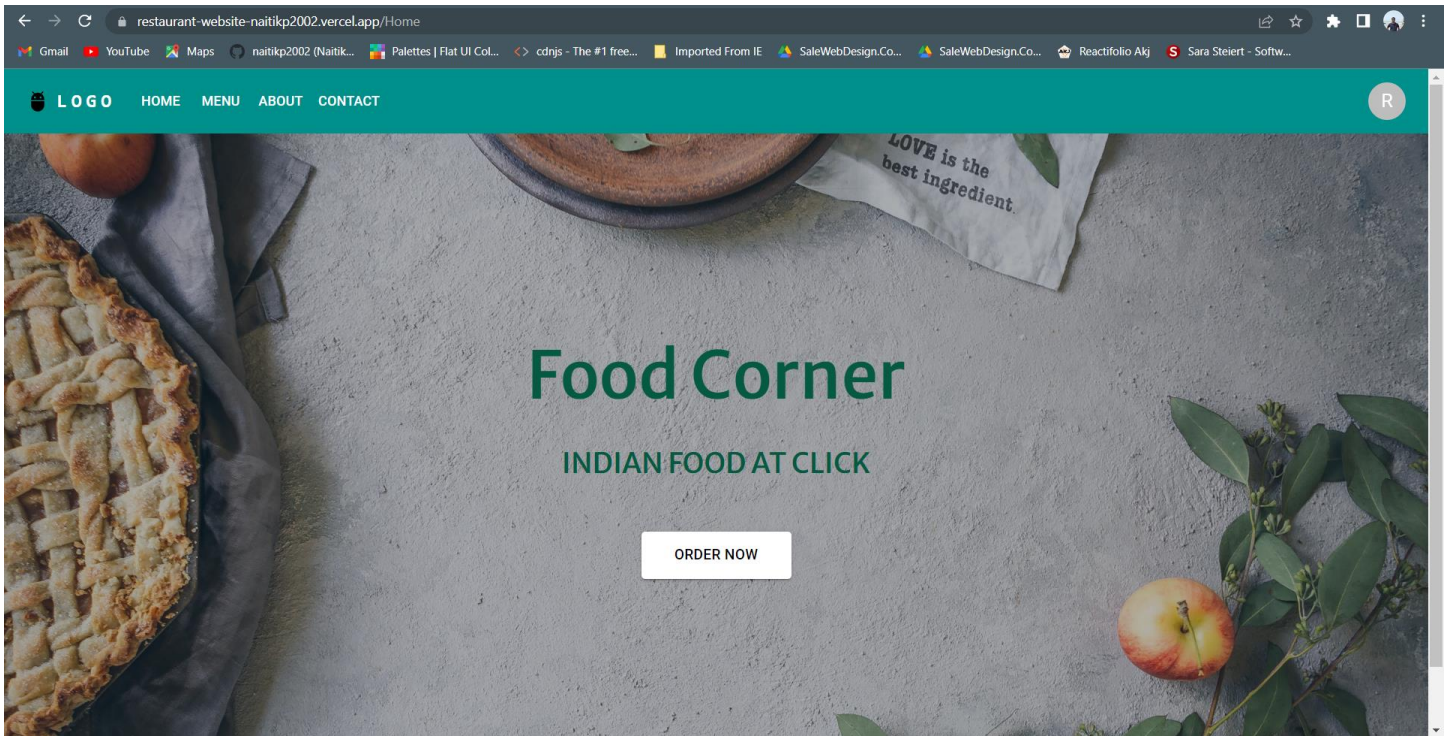 restaurant-website-naitikp2002.vercel.app/Home
Gmail YouTube Maps naitikp2002 (Naitik... Palettes | Flat UI Col... cdnjs - The #1 free... Imported From IE SaleWebDesign.Co... SaleWebDesign.Co... Reactifolio Akj Sara Steiert - Softw...
LOGO HOME MENU ABOUT CONTACT R
LOVE is the
best ingredient.
Food Corner
INDIAN FOOD AT CLICK
ORDER NOW